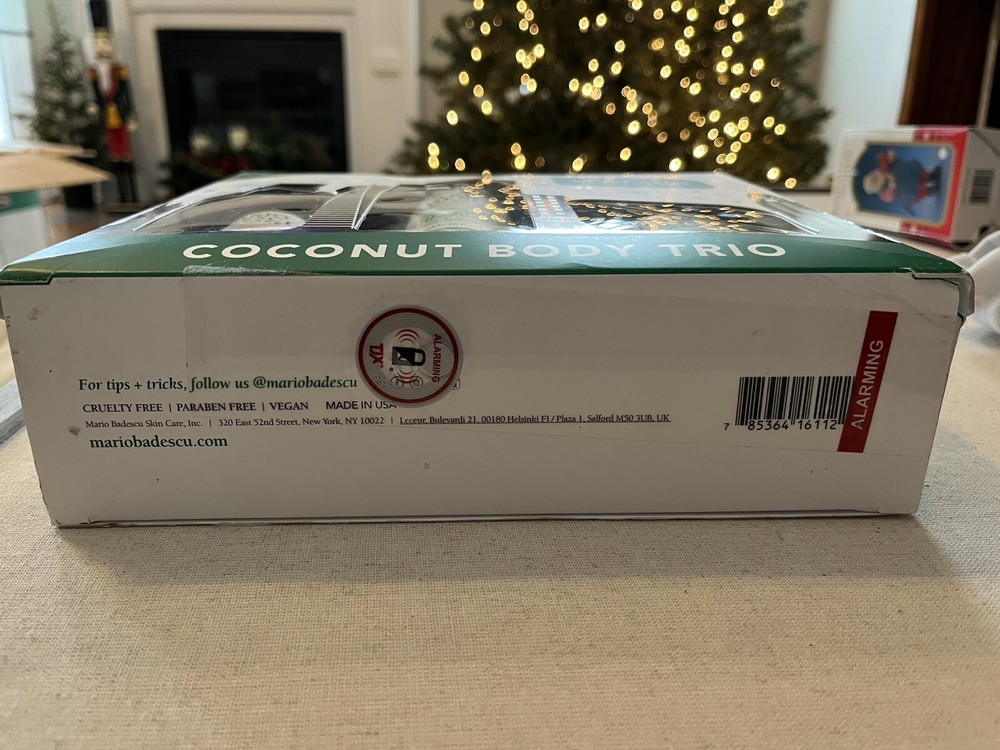 COCONUT BODY TRIO
ALARMING
TJX
For tips + tricks, follow us @mariobadescu
CRUELTY FREE | PARABEN FREE | VEGAN MADE IN USA
Mario Badescu Skin Care, Inc. | 320 East 52nd Street, New York, NY 10022 | Leceur, Bulevardi 21, 00180 Helsinki FI / Plaza 1, Salford M50 3UB, UK
mariobadescu.com
7 85364 16112
ALARMING